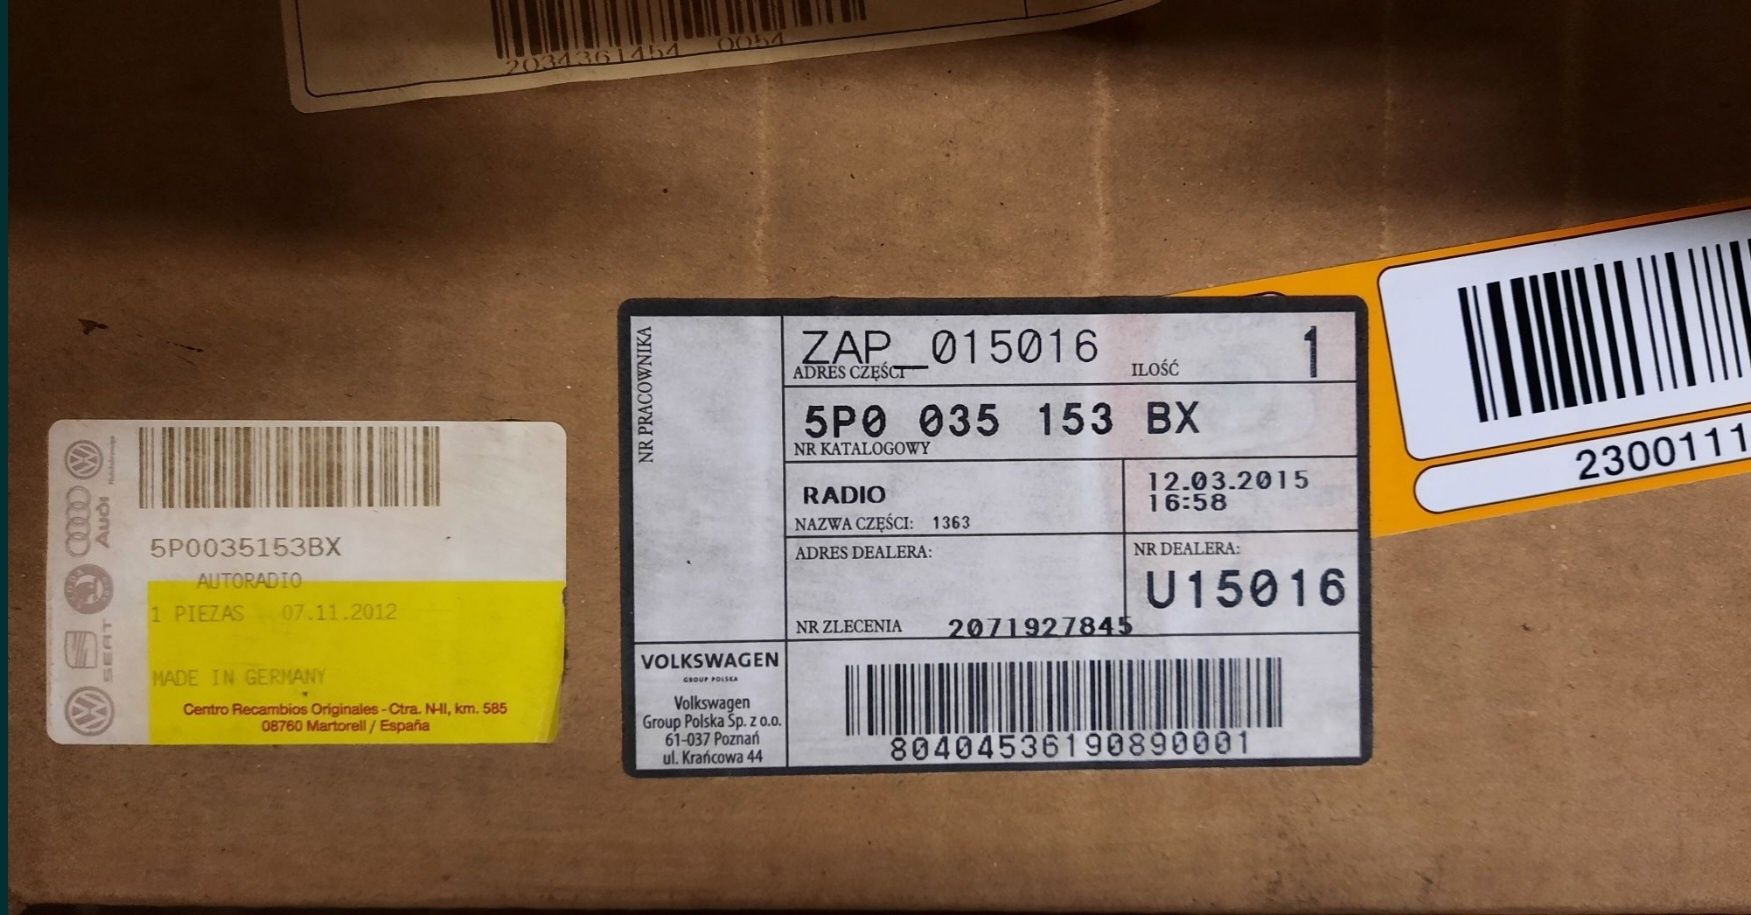 2034361454 0054
NR PRACOWNIKA
ZAP_015016
ADRES CZĘŚCI
ILOŚĆ
1
5P0 035 153 BX
NR KATALOGOWY
RADIO
NAZWA CZĘŚCI: 1363
12.03.2015
16:58
ADRES DEALERA:
NR DEALERA:
U15016
NR ZLECENIA 2071927845
VOLKSWAGEN
GROUP POLSKA
Volkswagen
Group Polska Sp. z o.o.
61-037 Poznań
ul. Krańcowa 44
80404536190890001
2300111
Audi
SEAT
5P0035153BX
AUTORADIO
1 PIEZAS 07.11.2012
MADE IN GERMANY
Centro Recambios Originales - Ctra. N-II, km. 585
08760 Martorell / España